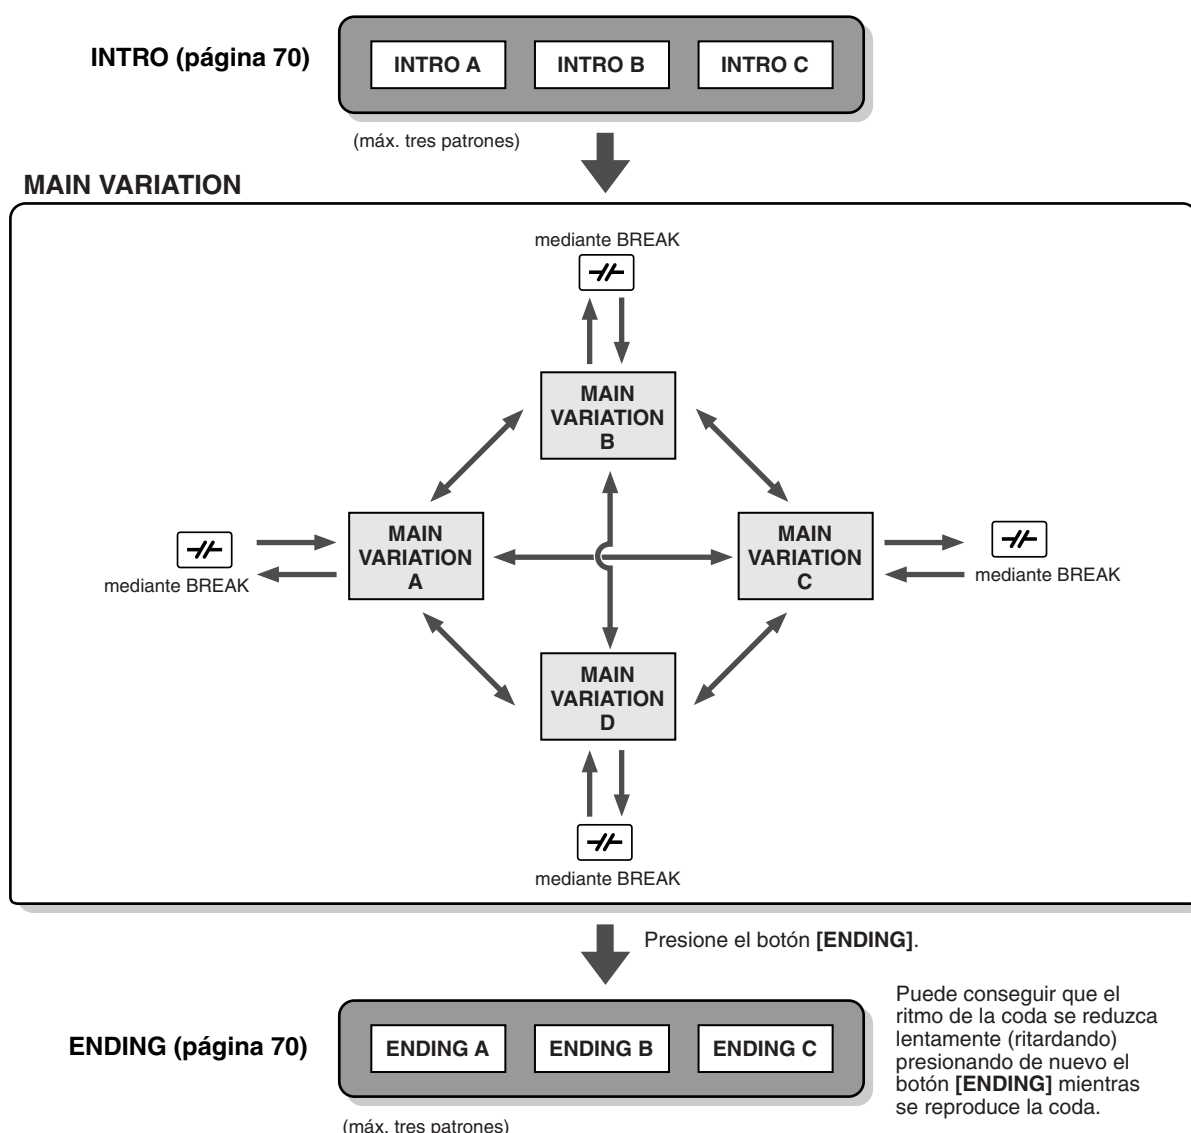 INTRO (página 70)
INTRO A
INTRO B
INTRO C
(máx. tres patrones)
MAIN VARIATION
mediante BREAK
MAIN
VARIATION
B
MAIN
VARIATION
A
MAIN
VARIATION
C
mediante BREAK
mediante BREAK
MAIN
VARIATION
D
mediante BREAK
Presione el botón [ENDING].
ENDING (página 70)
ENDING A
ENDING B
ENDING C
(máx. tres patrones)
Puede conseguir que el
ritmo de la coda se reduzca
lentamente (ritardando)
presionando de nuevo el
botón [ENDING] mientras
se reproduce la coda.